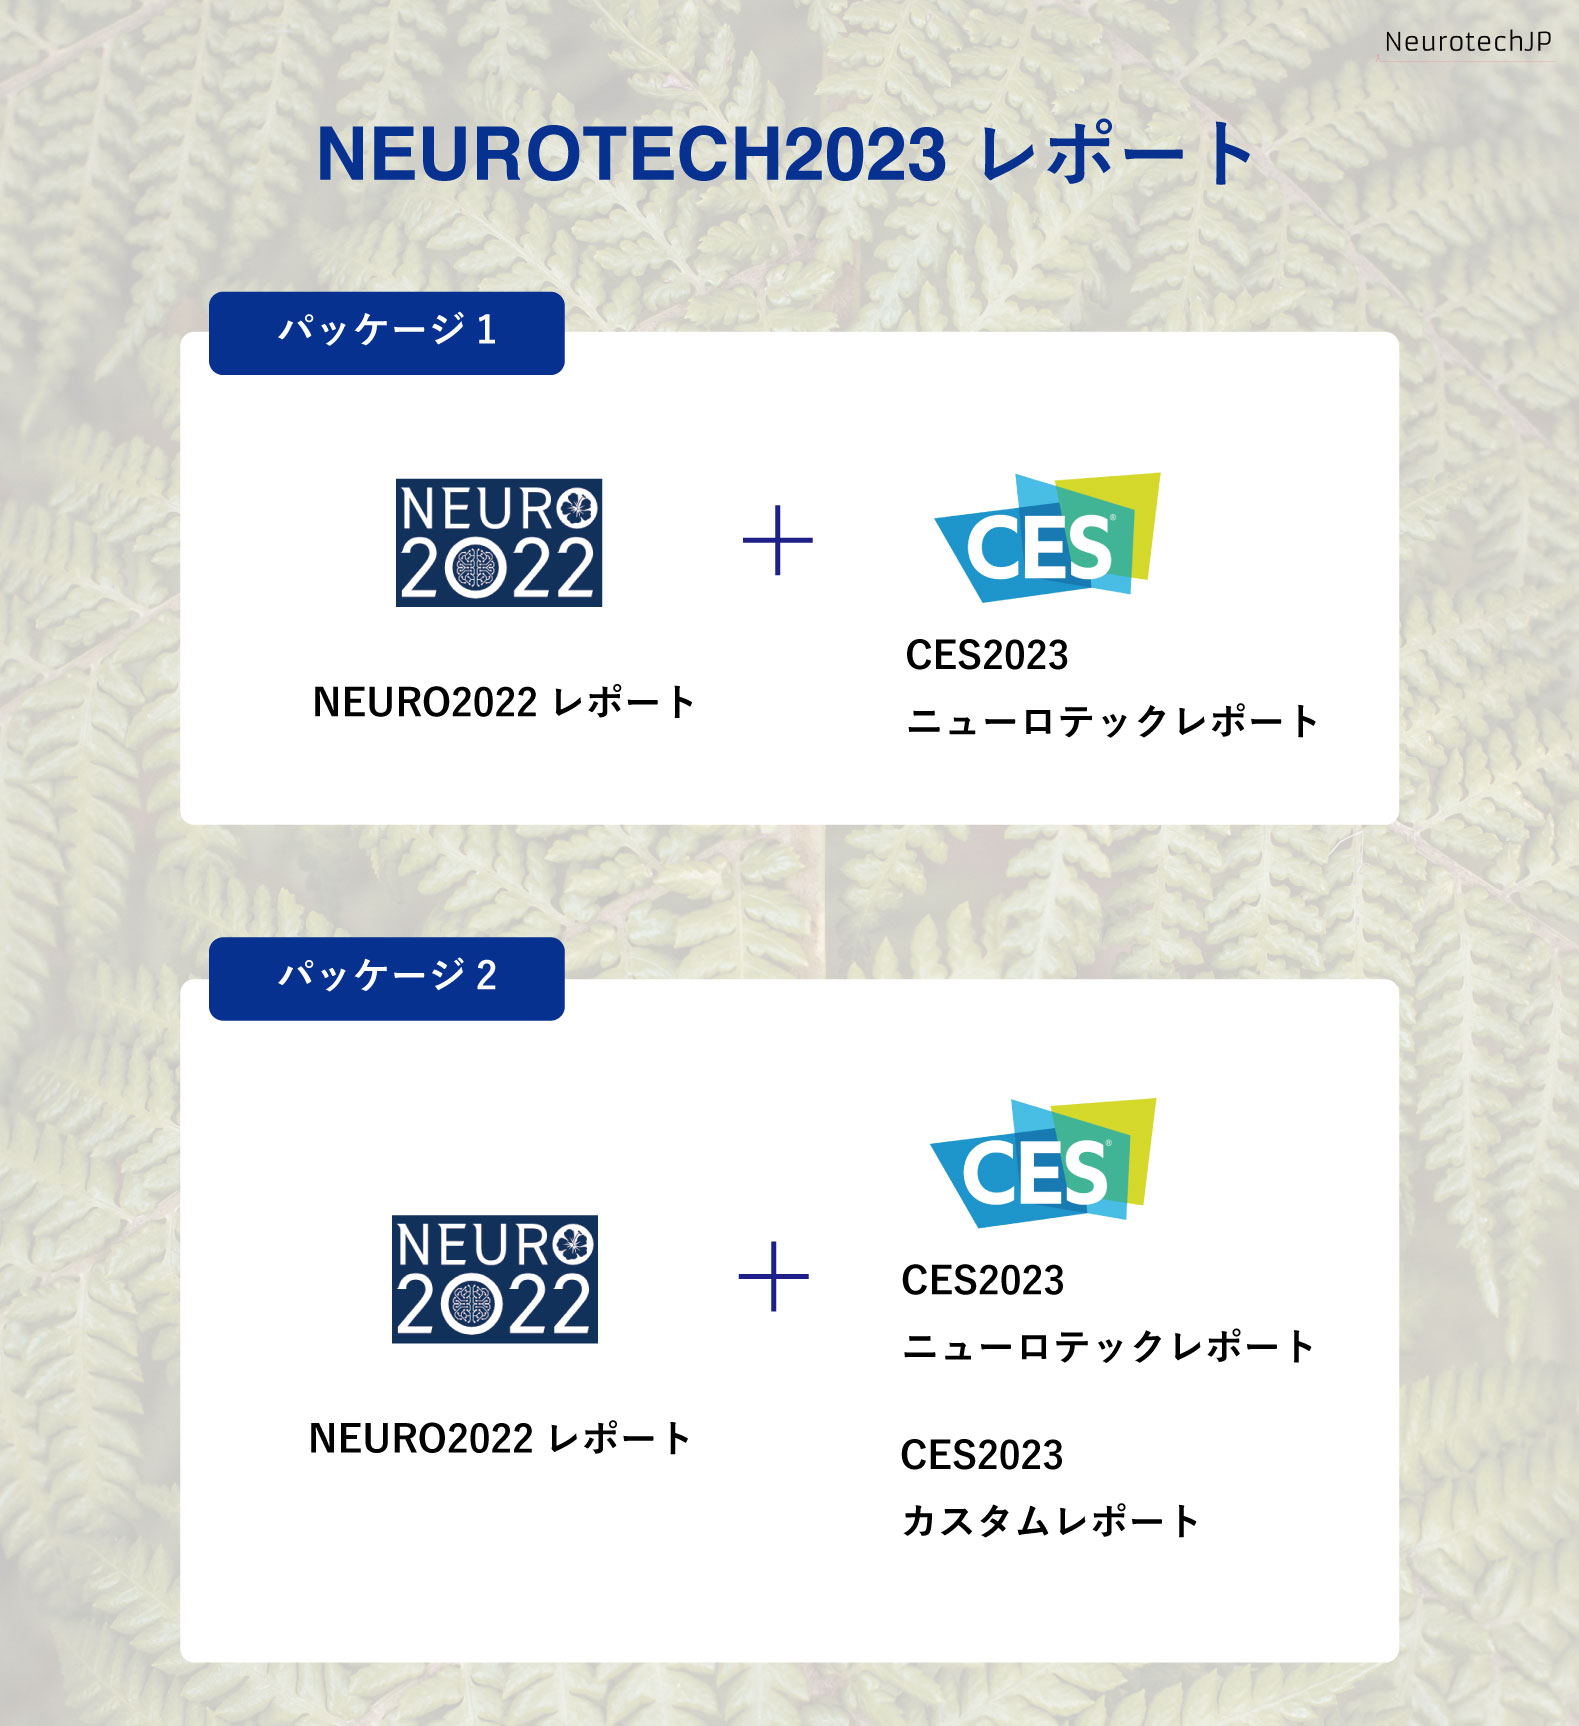 NeurotechJP
NEUROTECH2023 レポート
パッケージ 1
NEURO
2022
CES®
NEURO2022 レポート
CES2023
ニューロテックレポート
パッケージ 2
NEURO
2022
CES®
NEURO2022 レポート
CES2023
ニューロテックレポート
CES2023
カスタムレポート